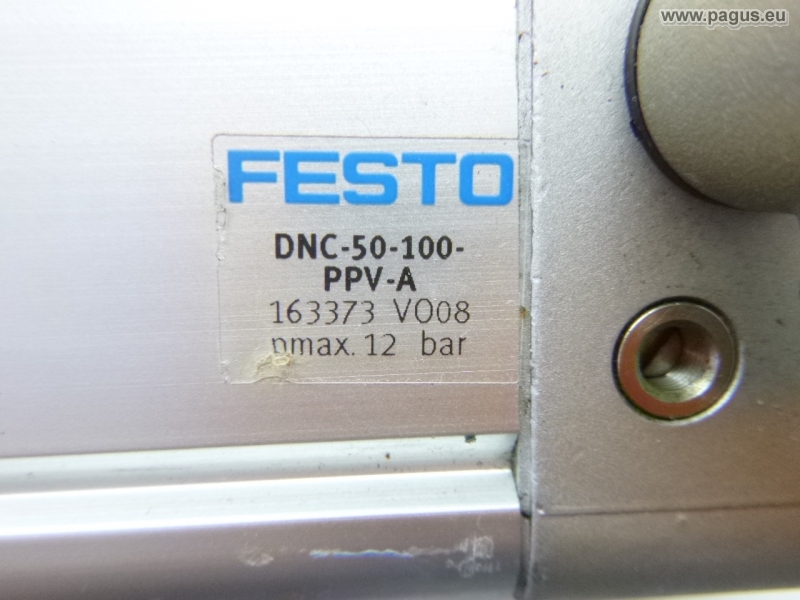 www.pagus.eu
FESTO
DNC-50-100-
PPV-A
163373 VO08
pmax. 12 bar